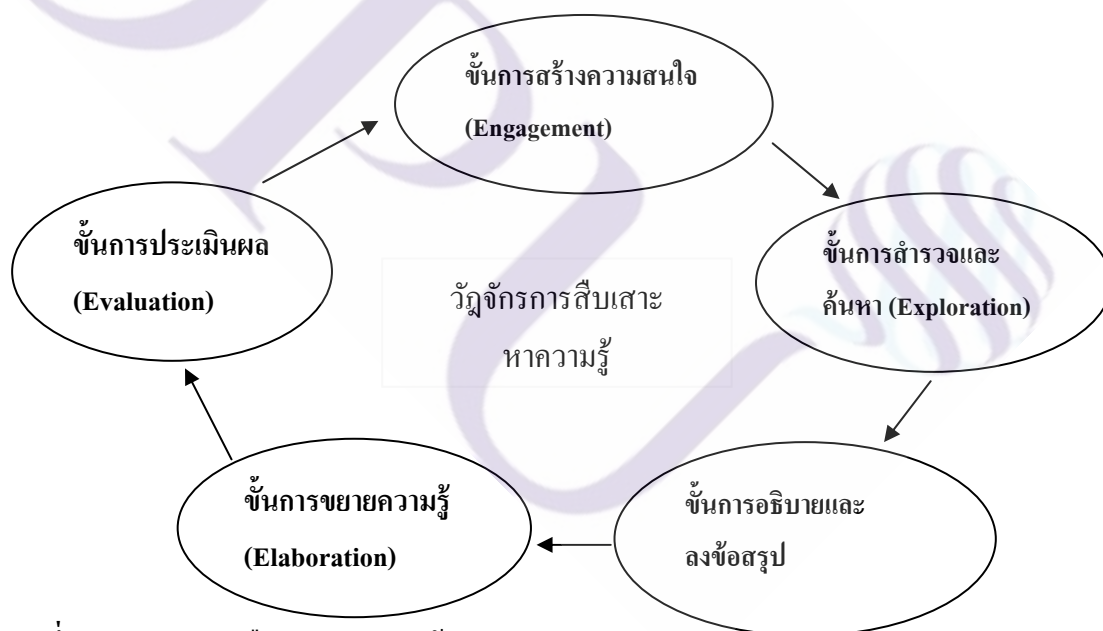 ขั้นการสร้างความสนใจ
(Engagement)
ขั้นการสำรวจและ
ค้นหา (Exploration)
ขั้นการอธิบายและ
ลงข้อสรุป
ขั้นการขยายความรู้
(Elaboration)
ขั้นการประเมินผล
(Evaluation)
วัฎจักรการสืบเสาะ
หาความรู้